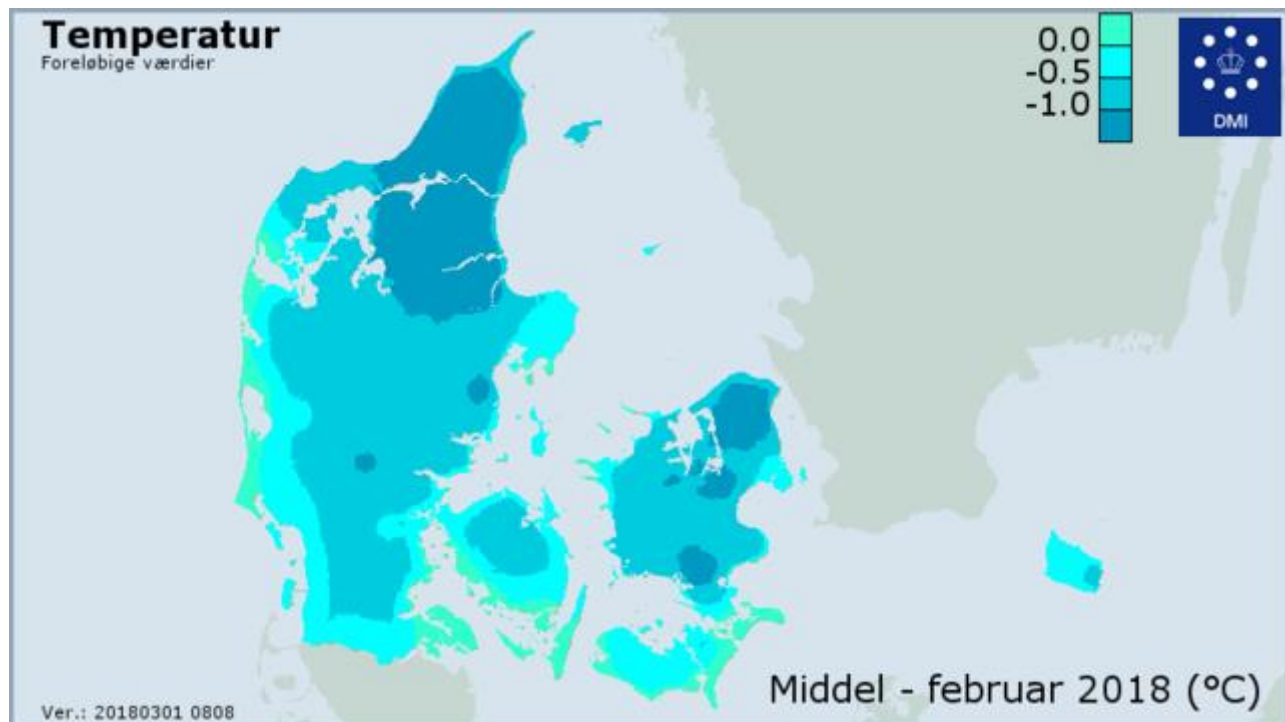 Temperatur
Foreløbige værdier
0.0
-0.5
-1.0
DMI
Middel - februar 2018 (°C)
Ver.: 20180301 0808